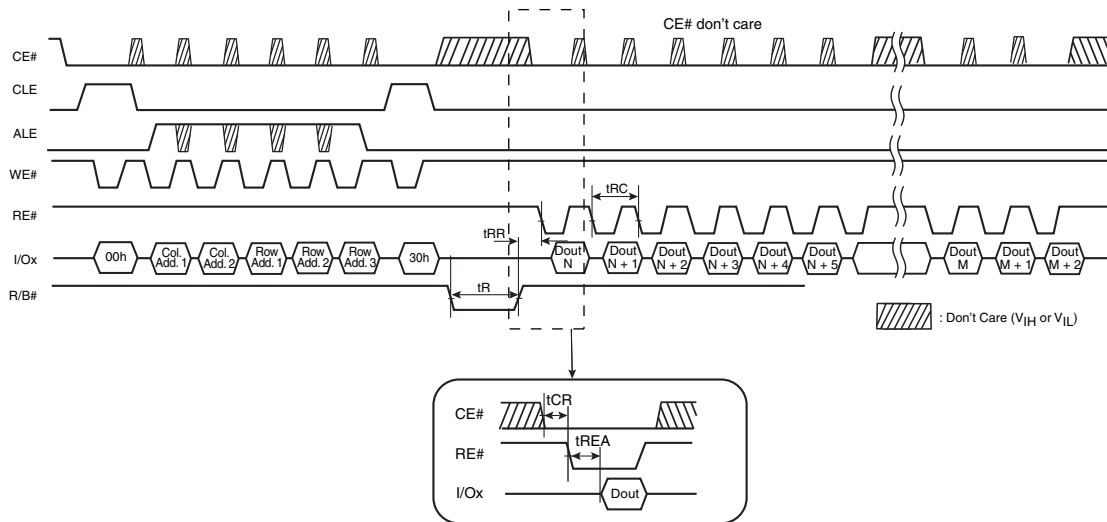 CE# don't care
CE#
CLE
ALE
WE#
tRC
RE#
tRR
I/Ox
00h
Col. Add. 1
Col. Add. 2
Row Add. 1
Row Add. 2
Row Add. 3
30h
Dout N
Dout N + 1
Dout N + 2
Dout N + 3
Dout N + 4
Dout N + 5
Dout M
Dout M + 1
Dout M + 2
R/B#
tR
: Don't Care (VIH or VIL)
CE#
tCR
RE#
tREA
I/Ox
Dout